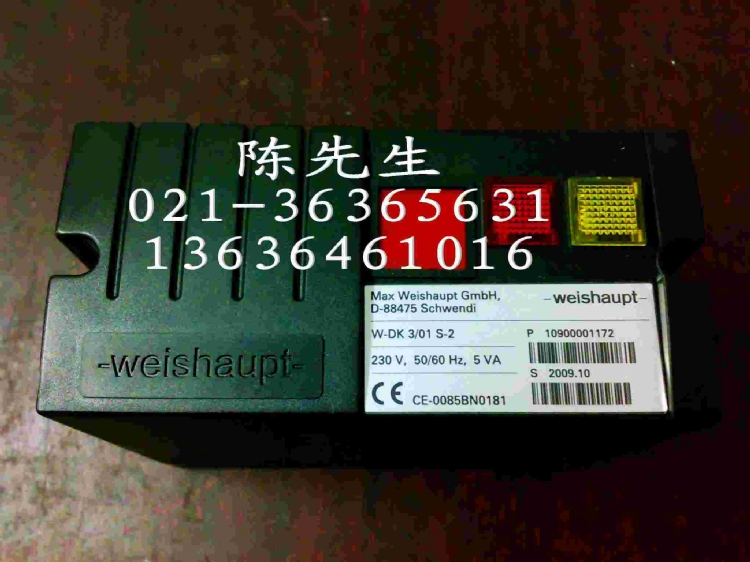 陈先生
021-36365631
13636461016
-weishaupt-
Max Weishaupt GmbH,
D-88475 Schwendi
-weishaupt-
W-DK 3/01 S-2
P 10900001172
230 V, 50/60 Hz, 5 VA
S 2009.10
CE CE-0085BN0181